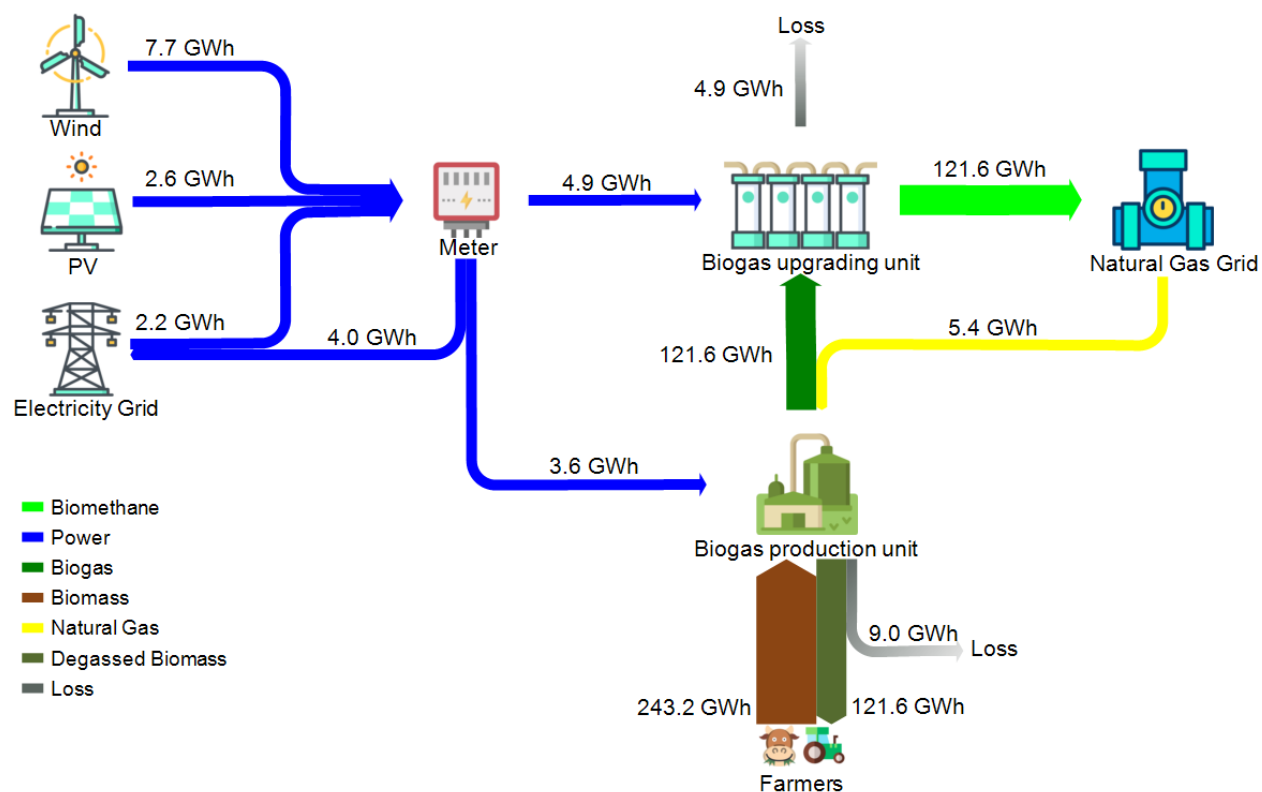 Loss
7.7 GWh
4.9 GWh
Wind
2.6 GWh
4.9 GWh
121.6 GWh
Meter
PV
Biogas upgrading unit
Natural Gas Grid
2.2 GWh
4.0 GWh
5.4 GWh
121.6 GWh
Electricity Grid
3.6 GWh
Biomethane
Power
Biogas production unit
Biogas
Biomass
Natural Gas
9.0 GWh
Loss
Degassed Biomass
Loss
243.2 GWh
121.6 GWh
Farmers